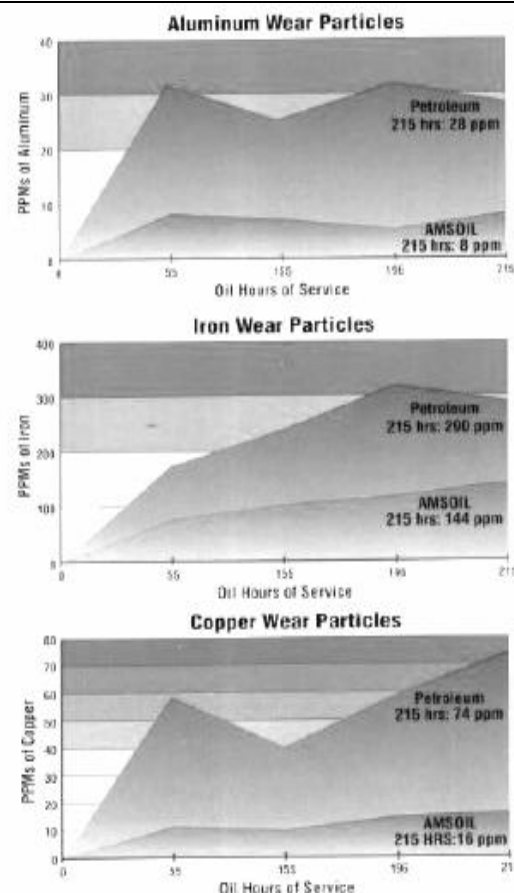 Aluminum Wear Particles
PPMs of Aluminum
40
30
20
10
0
Petroleum
215 hrs: 28 ppm
AMSOIL
215 hrs: 8 ppm
0 55 155 196 215
Oil Hours of Service
Iron Wear Particles
PPMs of Iron
400
300
200
100
0
Petroleum
215 hrs: 290 ppm
AMSOIL
215 hrs: 144 ppm
0 55 155 196
Oil Hours of Service
Copper Wear Particles
PPMs of Copper
80
70
60
50
40
30
20
10
0
Petroleum
215 hrs: 74 ppm
AMSOIL
215 HRS:16 ppm
0 55 155 196
Oil Hours of Service